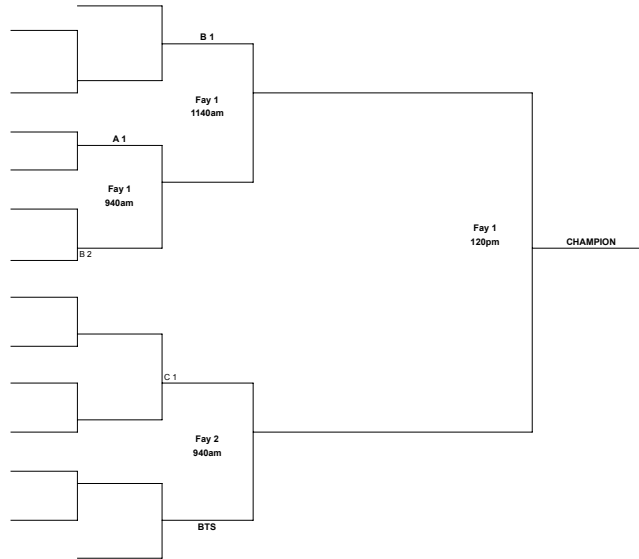 B 1
Fay 1
1140am
A 1
Fay 1
940am
B 2
Fay 1
120pm
CHAMPION
C 1
Fay 2
940am
BTS